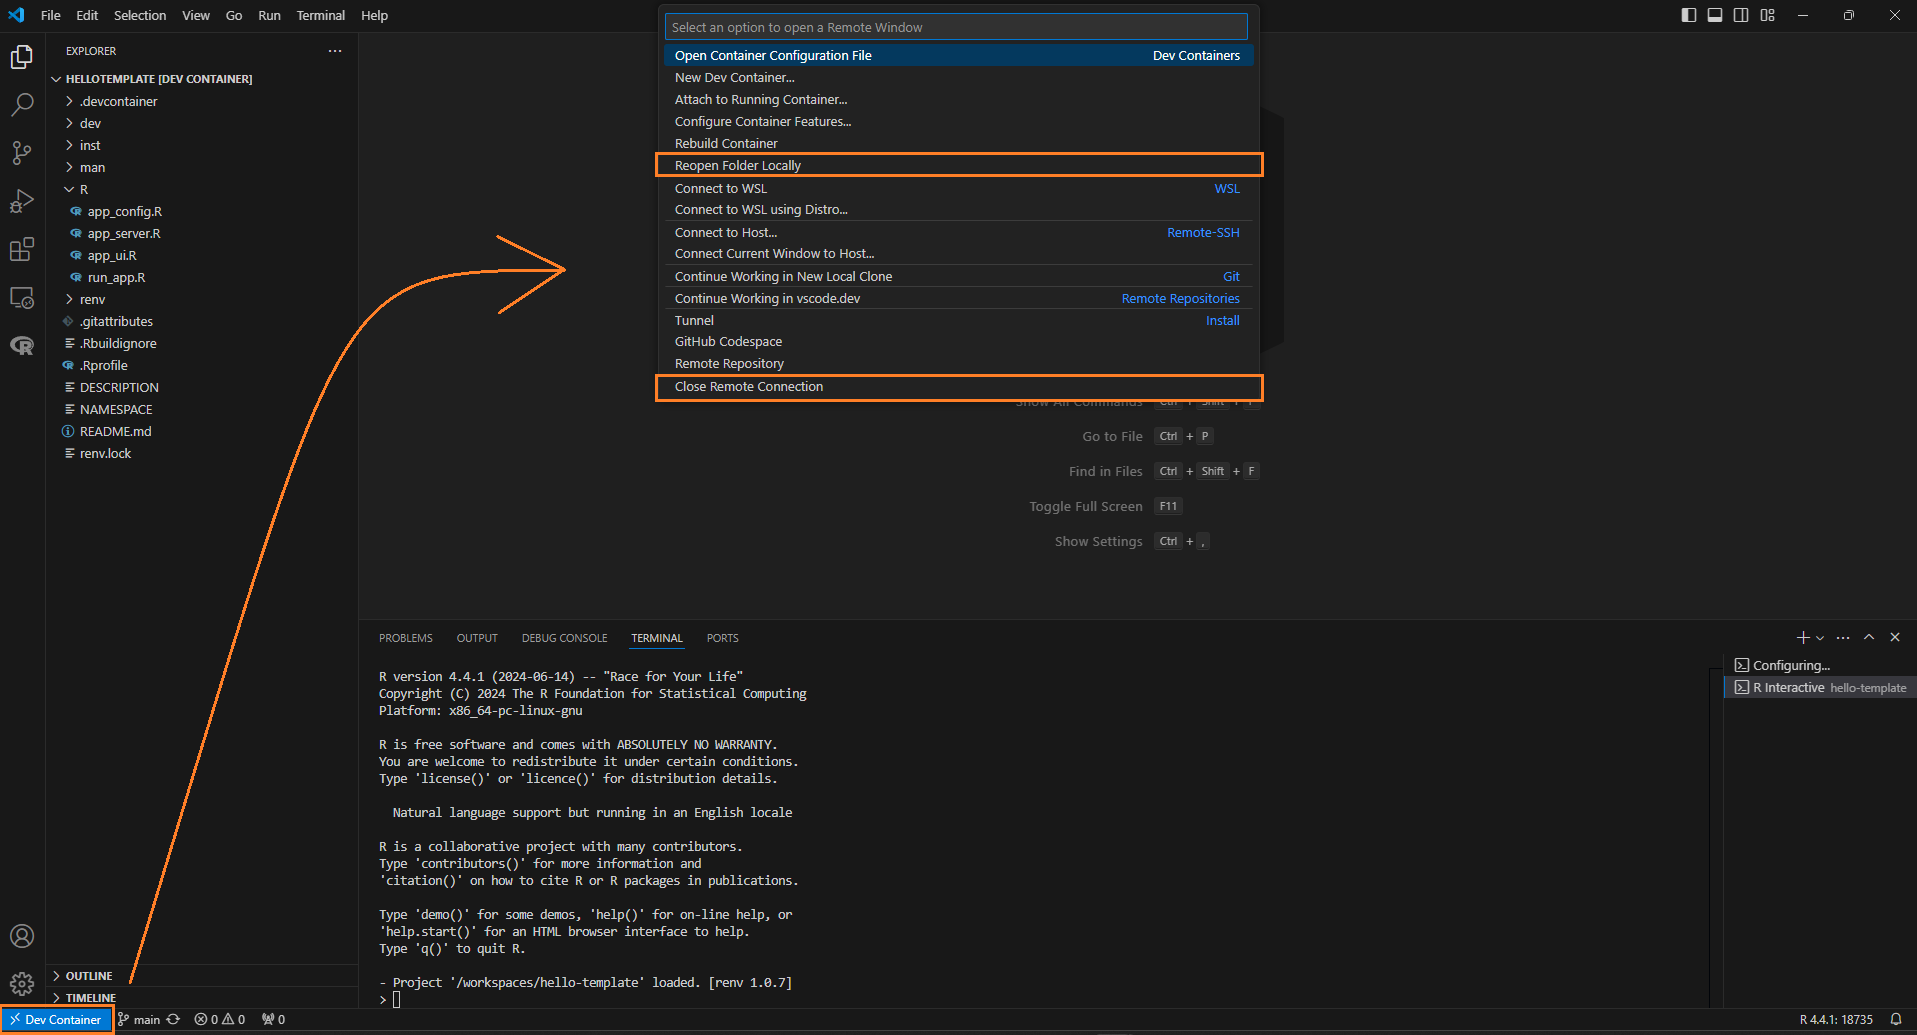 File Edit Selection View Go Run Terminal Help
Select an option to open a Remote Window
Open Container Configuration File Dev Containers
New Dev Container...
Attach to Running Container...
Configure Container Features...
Rebuild Container
Reopen Folder Locally
Connect to WSL WSL
Connect to WSL using Distro...
Connect to Host... Remote-SSH
Connect Current Window to Host...
Continue Working in New Local Clone Git
Continue Working in vscode.dev Remote Repositories
Tunnel Install
GitHub Codespace
Remote Repository
Close Remote Connection
EXPLORER
HELLOTEMPLATE [DEV CONTAINER]
.devcontainer
dev
inst
man
R
app_config.R
app_server.R
app_ui.R
run_app.R
renv
.gitattributes
.Rbuildignore
.Rprofile
DESCRIPTION
NAMESPACE
README.md
renv.lock
OUTLINE
TIMELINE
Show All Commands Ctrl + Shift + P
Go to File Ctrl + P
Find in Files Ctrl + Shift + F
Toggle Full Screen F11
Show Settings Ctrl + ,
PROBLEMS OUTPUT DEBUG CONSOLE TERMINAL PORTS
R version 4.4.1 (2024-06-14) -- "Race for Your Life"
Copyright (C) 2024 The R Foundation for Statistical Computing
Platform: x86_64-pc-linux-gnu
R is free software and comes with ABSOLUTELY NO WARRANTY.
You are welcome to redistribute it under certain conditions.
Type 'license()' or 'licence()' for distribution details.
Natural language support but running in an English locale
R is a collaborative project with many contributors.
Type 'contributors()' for more information and
'citation()' on how to cite R or R packages in publications.
Type 'demo()' for some demos, 'help()' for on-line help, or
'help.start()' for an HTML browser interface to help.
Type 'q()' to quit R.
- Project '/workspaces/hello-template' loaded. [renv 1.0.7]
>
Configuring...
R Interactive hello-template
Dev Container main 0 0 0 R 4.4.1: 18735